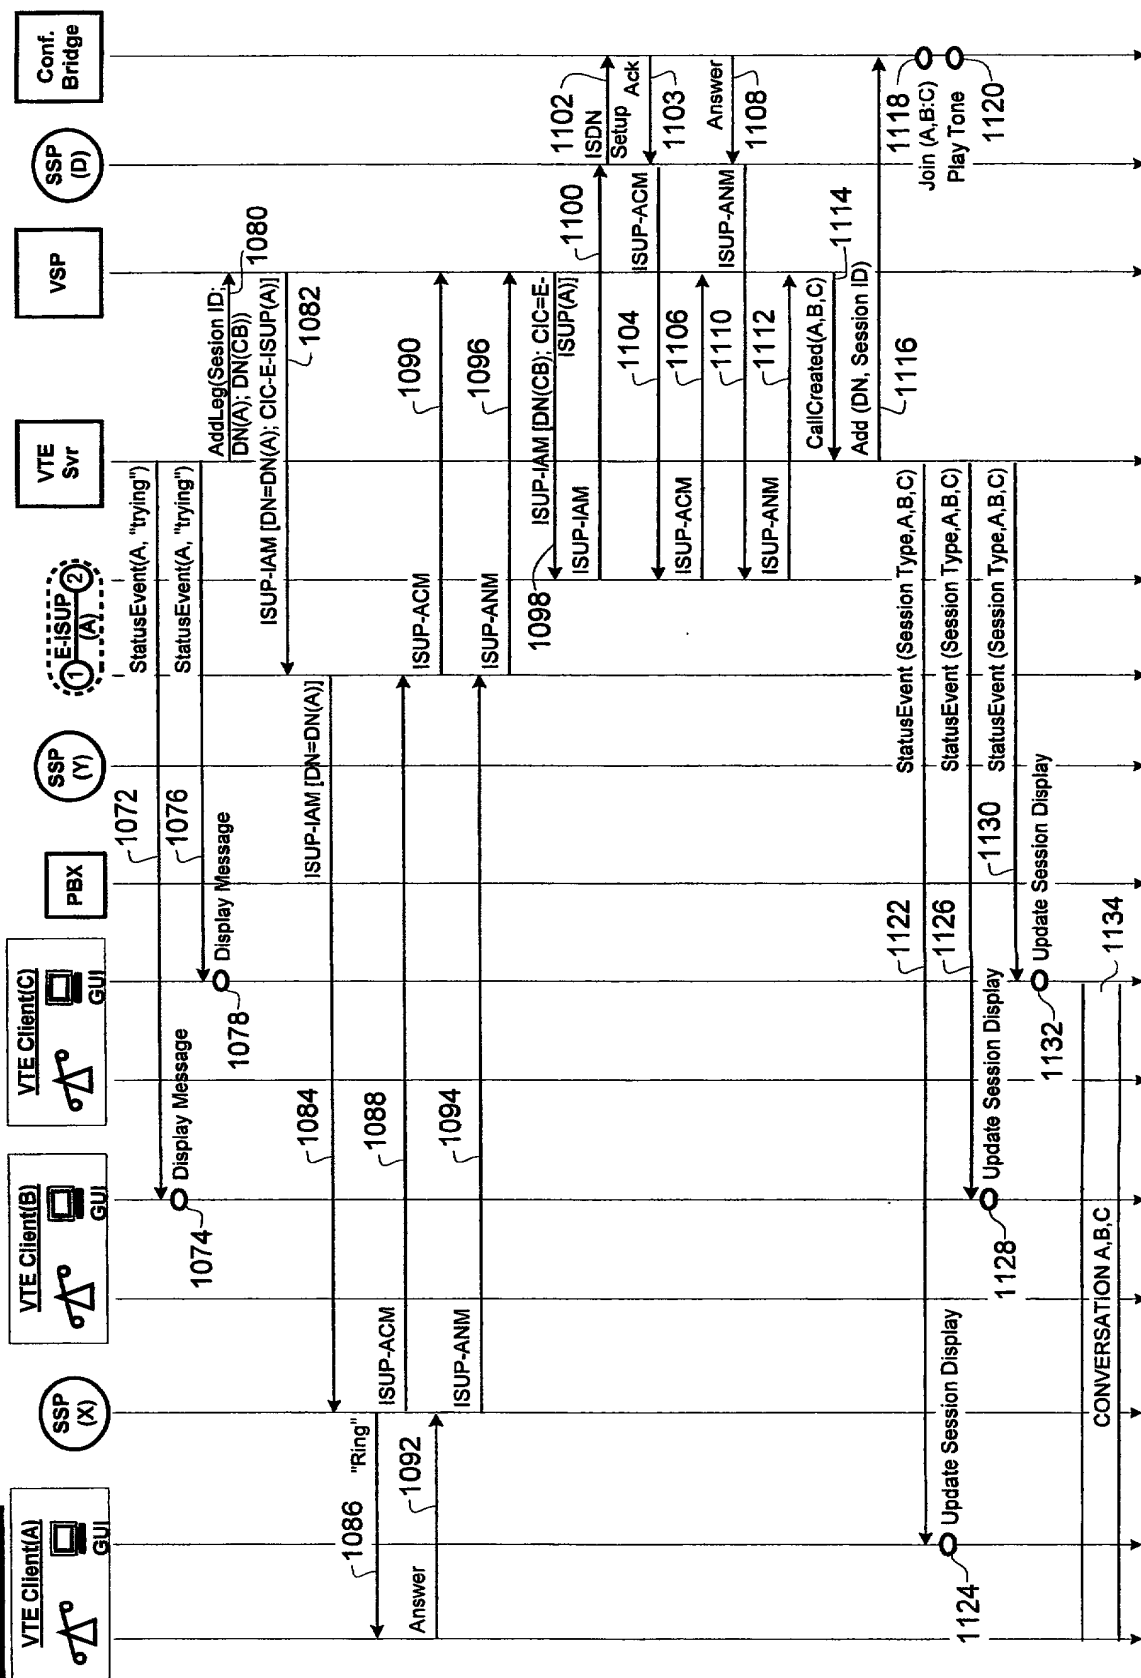 VTE Client(A)
GUI
SSP
(X)
VTE Client(B)
GUI
VTE Client(C)
GUI
PBX
SSP
(Y)
1
E-ISUP
2
(A)
VTE
Svr
VSP
SSP
(D)
Conf.
Bridge
1072
StatusEvent(A, "trying")
1074
Display Message
1076
StatusEvent(A, "trying")
1078
Display Message
AddLeg(Sesion ID;
DN(A); DN(CB))
1080
ISUP-IAM [DN=DN(A); CIC-E-ISUP(A)]
1082
1084
ISUP-IAM [DN=DN(A)]
1086
"Ring"
ISUP-ACM
1088
ISUP-ACM
1090
Answer
1092
ISUP-ANM
1094
ISUP-ANM
1096
1098
ISUP-IAM [DN(CB); CIC=E-
ISUP(A)]
ISUP-IAM
1100
1102
ISDN
Setup
Ack
1103
ISUP-ACM
1104
ISUP-ACM
1106
Answer
1108
ISUP-ANM
1110
ISUP-ANM
1112
CallCreated(A,B,C)
1114
Add (DN, Session ID)
1116
1118
Join (A,B:C)
Play Tone
1120
1122
StatusEvent (Session Type,A,B,C)
1124
Update Session Display
1126
StatusEvent (Session Type,A,B,C)
1128
Update Session Display
1130
StatusEvent (Session Type,A,B,C)
1132
Update Session Display
CONVERSATION A,B,C
1134